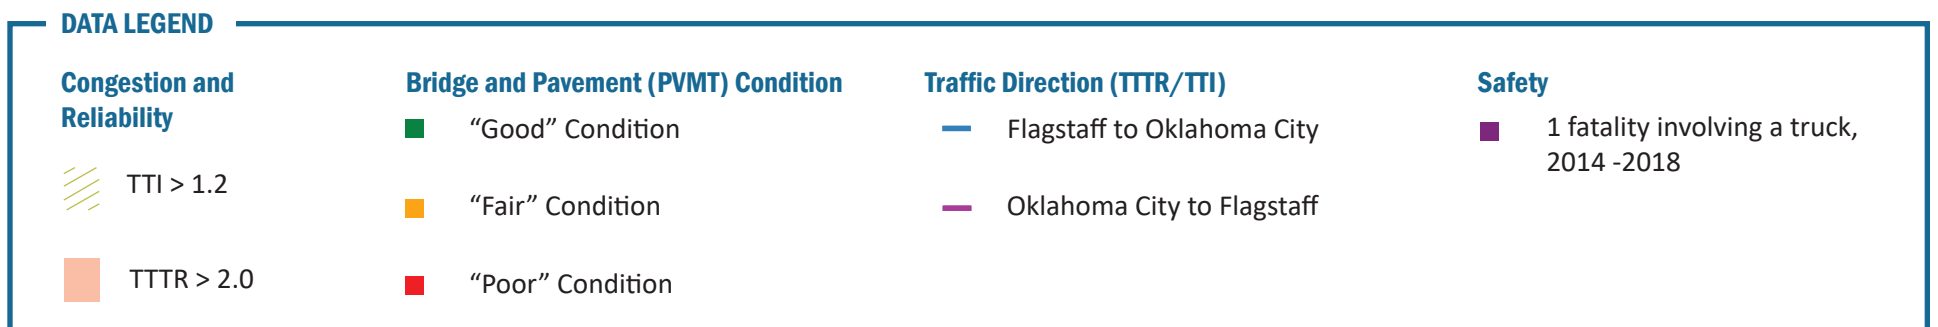 DATA LEGEND
Congestion and
Reliability
TTI > 1.2
TTTR > 2.0
Bridge and Pavement (PVMT) Condition
“Good” Condition
“Fair” Condition
“Poor” Condition
Traffic Direction (TTTR/TTI)
Flagstaff to Oklahoma City
Oklahoma City to Flagstaff
Safety
1 fatality involving a truck,
2014 -2018